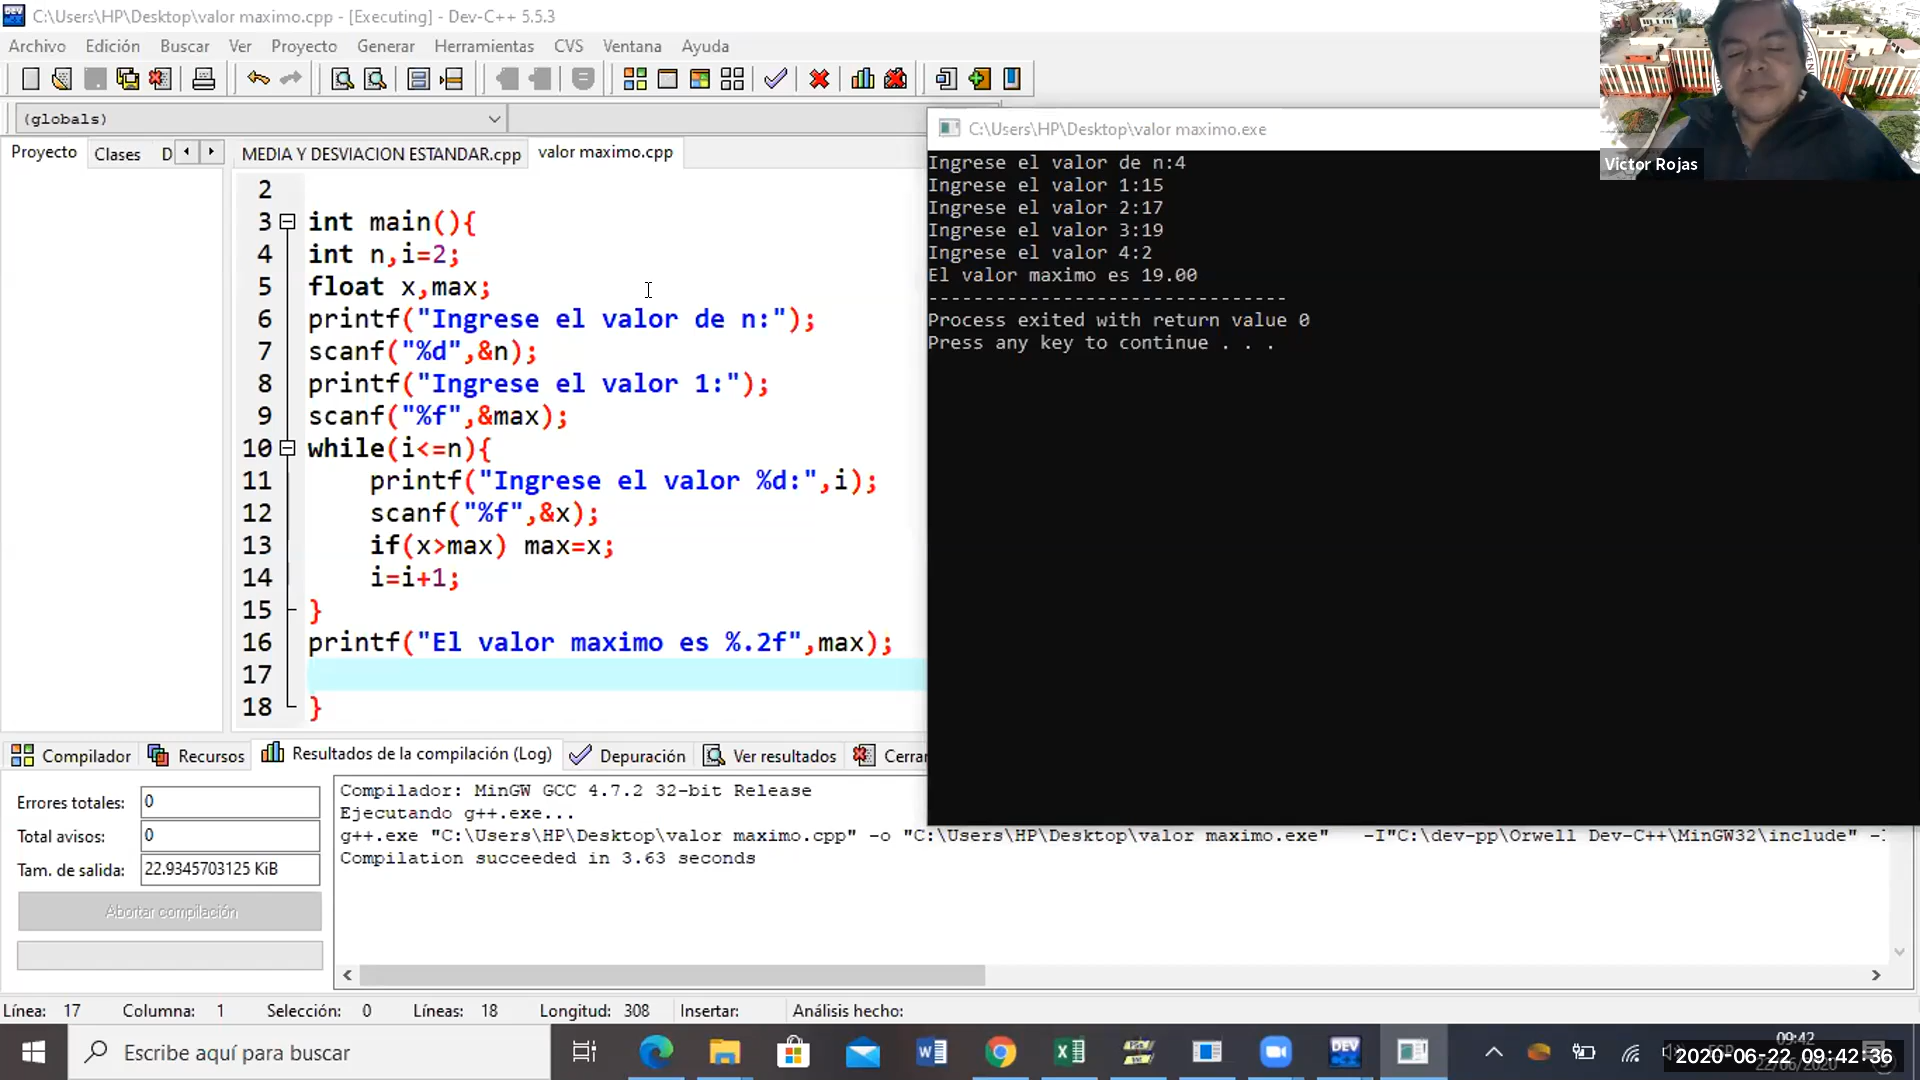 C:\Users\HP\Desktop\valor maximo.cpp - [Executing] - Dev-C++ 5.5.3
Archivo Edición Buscar Ver Proyecto Generar Herramientas CVS Ventana Ayuda
(globals)
Proyecto Clases D MEDIA Y DESVIACION ESTANDAR.cpp valor maximo.cpp
2
3 int main(){
4 int n,i=2;
5 float x,max;
6 printf("Ingrese el valor de n:");
7 scanf("%d",&n);
8 printf("Ingrese el valor 1:");
9 scanf("%f",&max);
10 while(i<=n){
11 printf("Ingrese el valor %d:",i);
12 scanf("%f",&x);
13 if(x>max) max=x;
14 i=i+1;
15 }
16 printf("El valor maximo es %.2f",max);
17
18 }
C:\Users\HP\Desktop\valor maximo.exe
Ingrese el valor de n:4
Ingrese el valor 1:15
Ingrese el valor 2:17
Ingrese el valor 3:19
Ingrese el valor 4:2
El valor maximo es 19.00
--------------------------------
Process exited with return value 0
Press any key to continue . . .
Victor Rojas
Compilador Recursos Resultados de la compilación (Log) Depuración Ver resultados Cerrar
Errores totales: 0
Total avisos: 0
Tam. de salida: 22.9345703125 KiB
Abortar compilación
Compilador: MinGW GCC 4.7.2 32-bit Release
Ejecutando g++.exe...
g++.exe "C:\Users\HP\Desktop\valor maximo.cpp" -o "C:\Users\HP\Desktop\valor maximo.exe" -I"C:\dev-pp\Orwell Dev-C++\MinGW32\include"
Compilation succeeded in 3.63 seconds
Línea: 17 Columna: 1 Selección: 0 Líneas: 18 Longitud: 308 Insertar: Análisis hecho:
Escribe aquí para buscar
DEV
09:42
2020-06-22 09:42:36